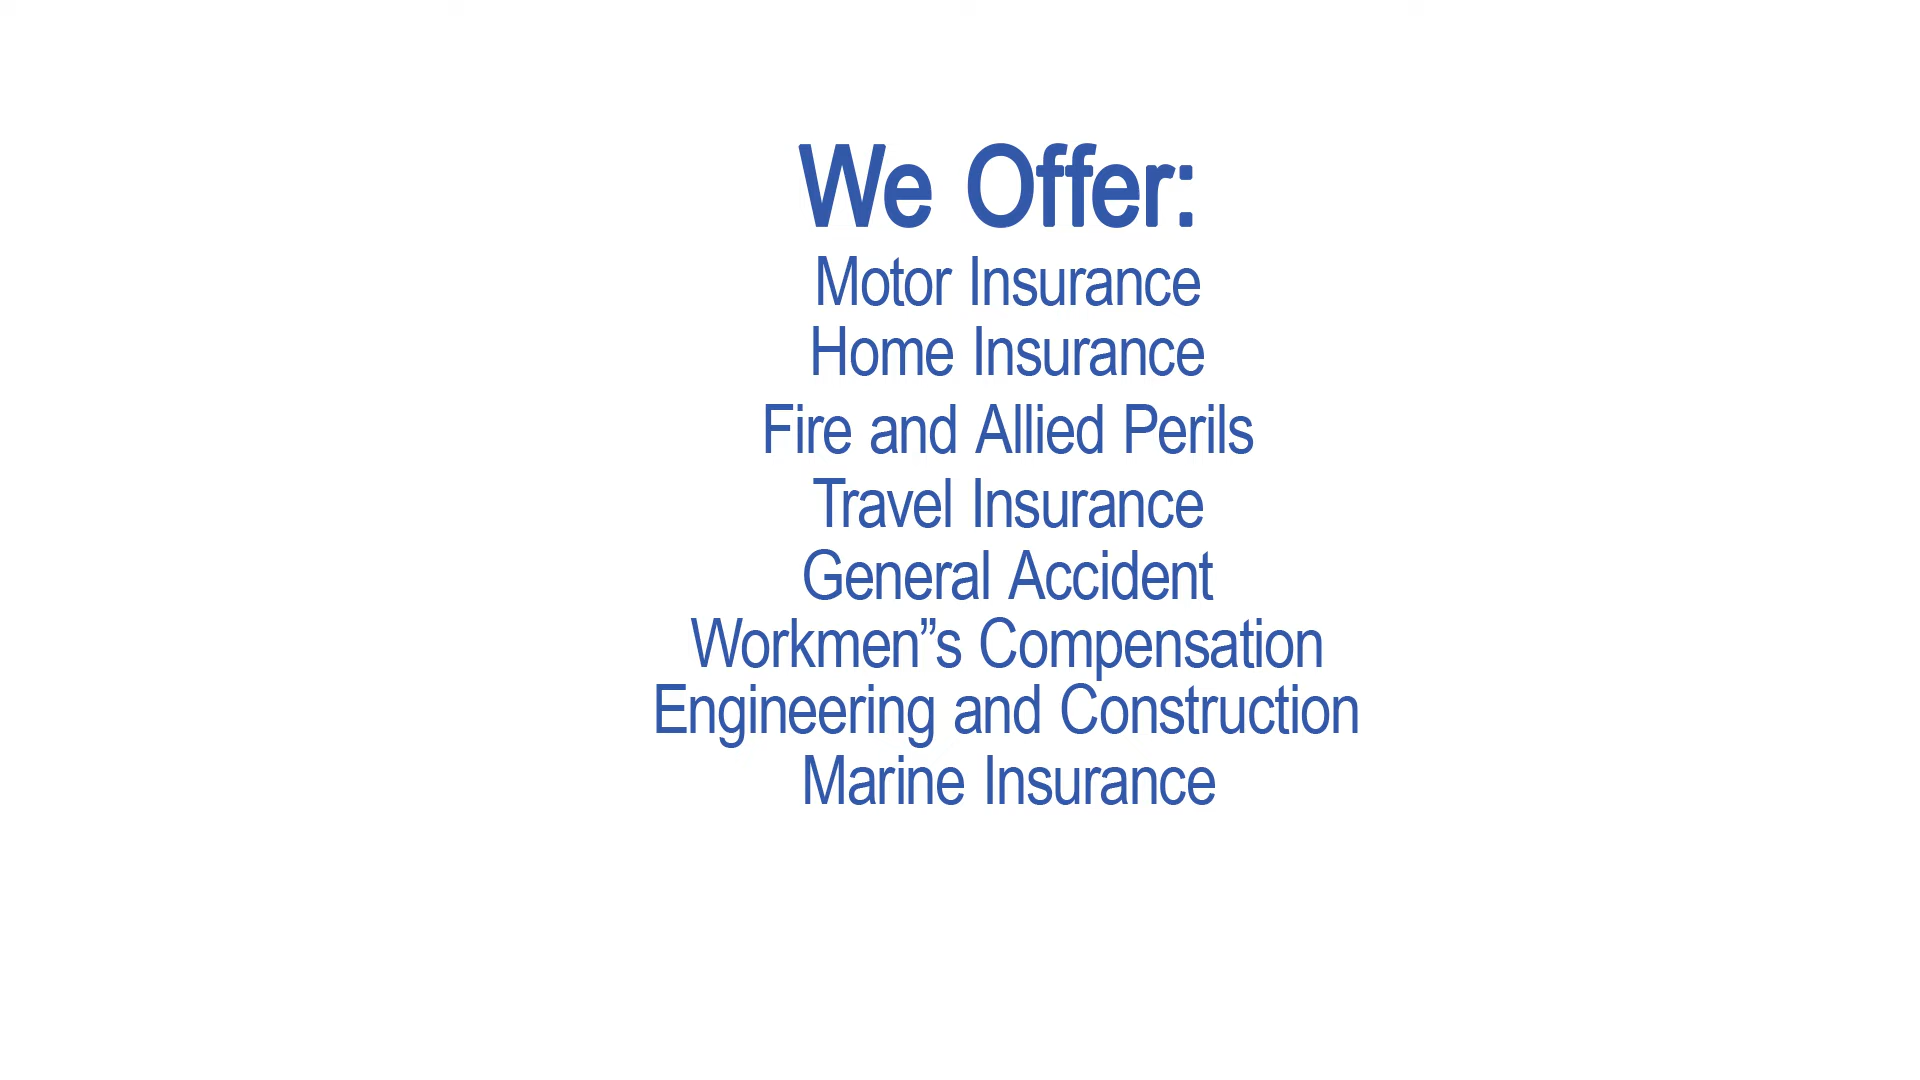 We Offer:
Motor Insurance
Home Insurance
Fire and Allied Perils
Travel Insurance
General Accident
Workmen”s Compensation
Engineering and Construction
Marine Insurance